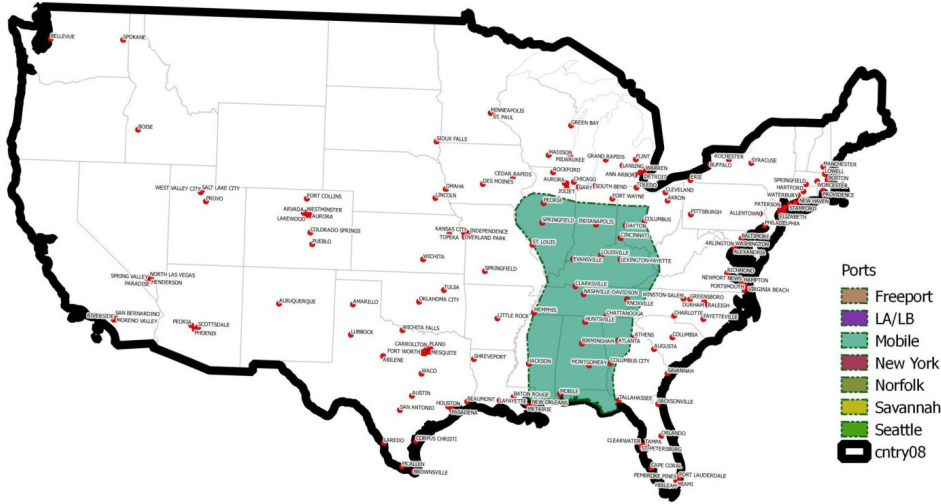 BELLEVUE
SPOKANE
BOISE
MINNEAPOLIS
ST. PAUL
GREEN BAY
SIOUX FALLS
MADISON
MILWAUKEE
GRAND RAPIDS
FLINT
LANSING
WARREN
ANN ARBOR
DETROIT
ROCHESTER
BUFFALO
SYRACUSE
MANCHESTER
LOWELL
BOSTON
WORCESTER
SPRINGFIELD
HARTFORD
PROVIDENCE
WATERBURY
NEW HAVEN
STAMFORD
PATERSON
ELIZABETH
ALLENTOWN
PHILADELPHIA
ERIE
CLEVELAND
AKRON
TOLEDO
PITTSBURGH
ROCKFORD
CEDAR RAPIDS
DES MOINES
AURORA
CHICAGO
JOLIET
GARY
SOUTH BEND
FORT WAYNE
OMAHA
LINCOLN
WEST VALLEY CITY
SALT LAKE CITY
PROVO
FORT COLLINS
ARVADA
WESTMINSTER
LAKEWOOD
AURORA
COLORADO SPRINGS
PUEBLO
KANSAS CITY
INDEPENDENCE
TOPEKA
OVERLAND PARK
WICHITA
SPRINGFIELD
PEORIA
SPRINGFIELD
INDIANAPOLIS
COLUMBUS
DAYTON
CINCINNATI
ST. LOUIS
EVANSVILLE
LOUISVILLE
LEXINGTON-FAYETTE
BALTIMORE
ARLINGTON
WASHINGTON
ALEXANDRIA
RICHMOND
NEWPORT NEWS
HAMPTON
PORTSMOUTH
VIRGINIA BEACH
CLARKSVILLE
NASHVILLE-DAVIDSON
KNOXVILLE
WINSTON-SALEM
GREENSBORO
DURHAM
RALEIGH
CHARLOTTE
FAYETTEVILLE
NORTH LAS VEGAS
SPRING VALLEY
HENDERSON
PARADISE
SAN BERNARDINO
RIVERSIDE
MORENO VALLEY
PEORIA
SCOTTSDALE
PHOENIX
ALBUQUERQUE
AMARILLO
LUBBOCK
TULSA
OKLAHOMA CITY
WICHITA FALLS
LITTLE ROCK
MEMPHIS
HUNTSVILLE
CHATTANOOGA
BIRMINGHAM
ATLANTA
ATHENS
COLUMBIA
AUGUSTA
CARROLLTON
PLANO
FORT WORTH
MESQUITE
ABILENE
SHREVEPORT
JACKSON
MONTGOMERY
COLUMBUS CITY
SAVANNAH
WACO
AUSTIN
SAN ANTONIO
HOUSTON
PASADENA
BEAUMONT
LAFAYETTE
BATON ROUGE
NEW ORLEANS
METAIRIE
MOBILE
TALLAHASSEE
JACKSONVILLE
ORLANDO
CLEARWATER
TAMPA
ST. PETERSBURG
CAPE CORAL
PEMBROKE PINES
FORT LAUDERDALE
HIALEAH
MIAMI
LAREDO
CORPUS CHRISTI
MCALLEN
BROWNSVILLE
Ports
Freeport
LA/LB
Mobile
New York
Norfolk
Savannah
Seattle
cntry08